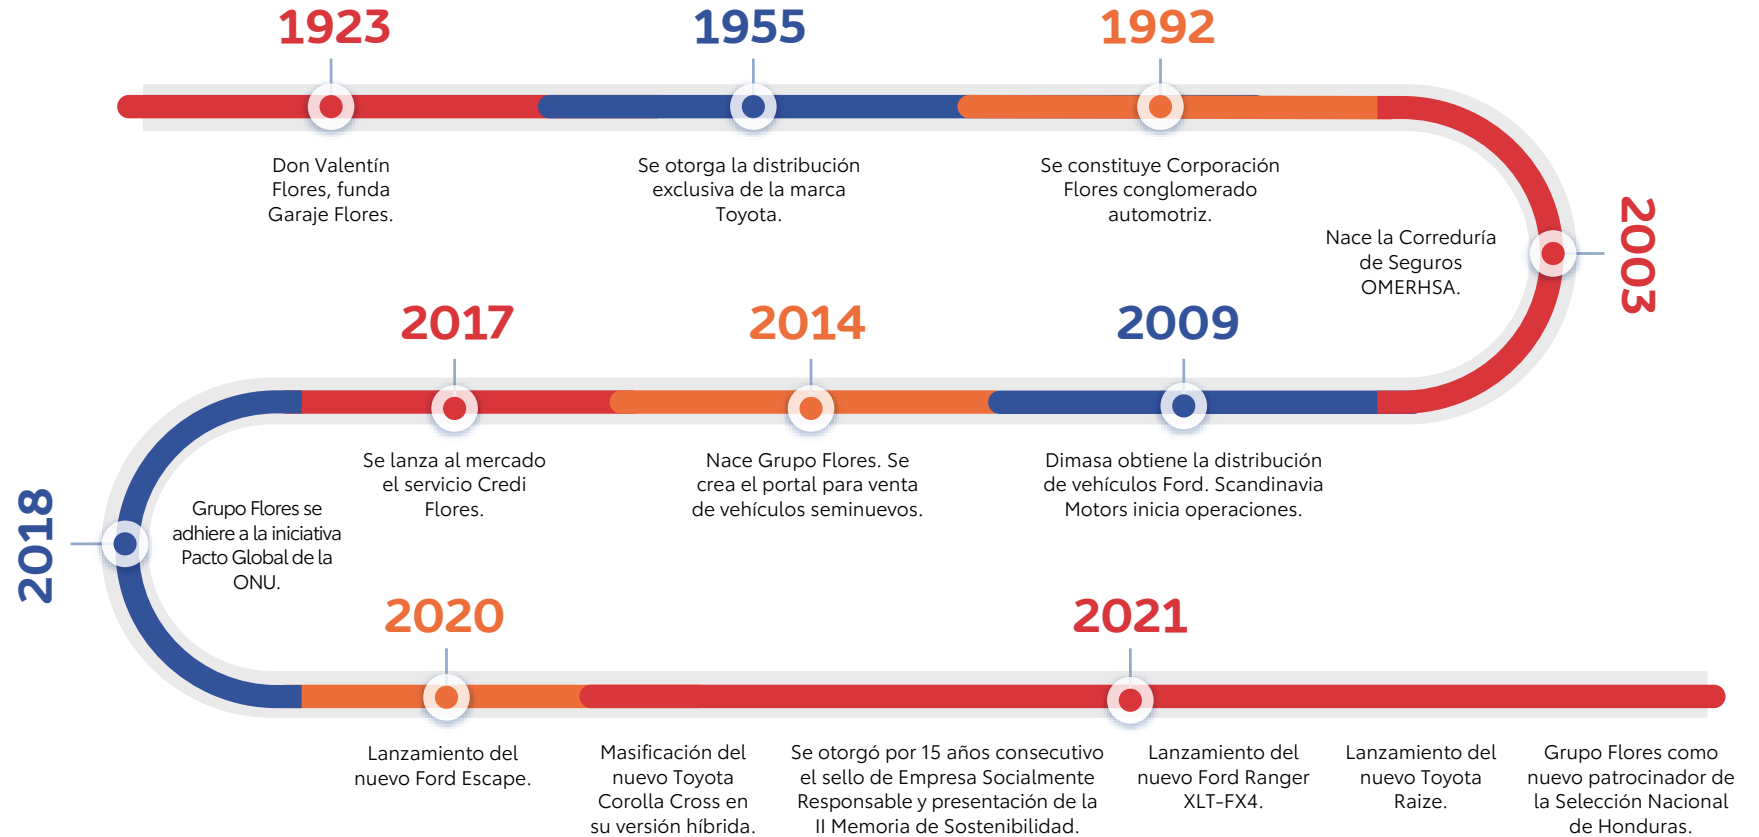 1923
Don Valentín
Flores, funda
Garaje Flores.
1955
Se otorga la distribución
exclusiva de la marca
Toyota.
1992
Se constituye Corporación
Flores conglomerado
automotriz.
2003
Nace la Correduría
de Seguros
OMERHSA.
2009
Dimasa obtiene la distribución
de vehículos Ford. Scandinavia
Motors inicia operaciones.
2014
Nace Grupo Flores. Se
crea el portal para venta
de vehículos seminuevos.
2017
Se lanza al mercado
el servicio Credi
Flores.
2018
Grupo Flores se
adhiere a la iniciativa
Pacto Global de la
ONU.
2020
Lanzamiento del
nuevo Ford Escape.
2021
Masificación del
nuevo Toyota
Corolla Cross en
su versión híbrida.
Se otorgó por 15 años consecutivo
el sello de Empresa Socialmente
Responsable y presentación de la
II Memoria de Sostenibilidad.
Lanzamiento del
nuevo Ford Ranger
XLT-FX4.
Lanzamiento del
nuevo Toyota
Raize.
Grupo Flores como
nuevo patrocinador de
la Selección Nacional
de Honduras.